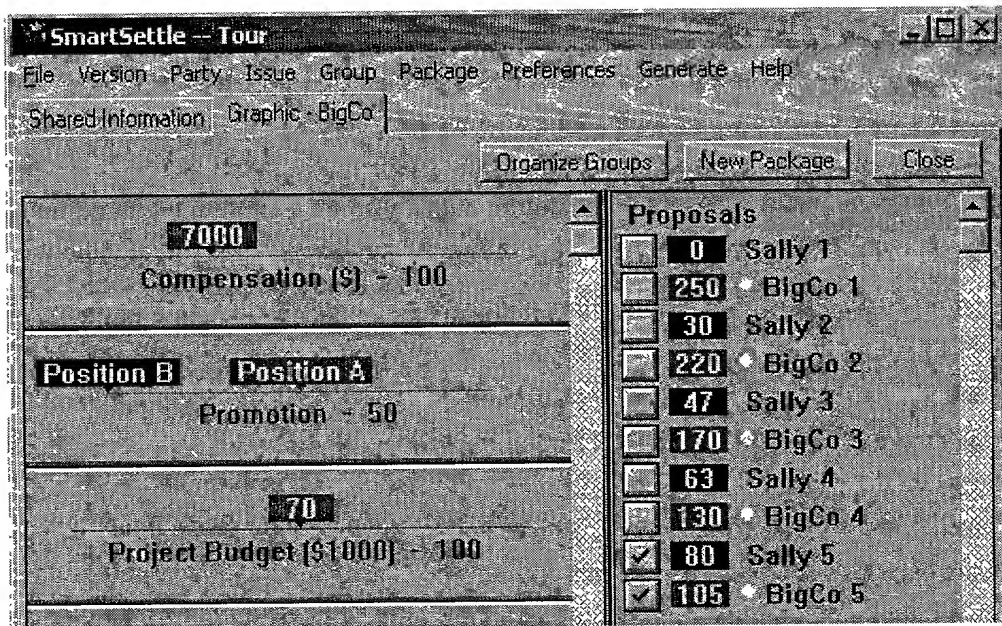 SmartSettle -- Tour
File Version Party Issue Group Package Preferences Generate Help
Shared Information Graphic - BigCo
Organize Groups New Package Close
7000
Compensation ($) - 100
Position B Position A
Promotion - 50
70
Project Budget ($1000) - 100
Proposals
0 Sally 1
250 BigCo 1
30 Sally 2
220 BigCo 2
47 Sally 3
170 BigCo 3
63 Sally 4
130 BigCo 4
80 Sally 5
105 BigCo 5